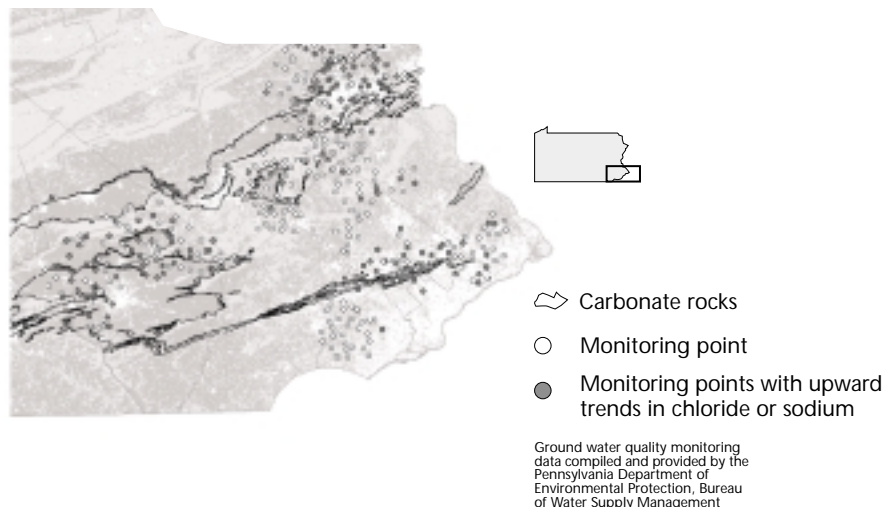 Carbonate rocks
Monitoring point
Monitoring points with upward
trends in chloride or sodium
Ground water quality monitoring
data compiled and provided by the
Pennsylvania Department of
Environmental Protection, Bureau
of Water Supply Management